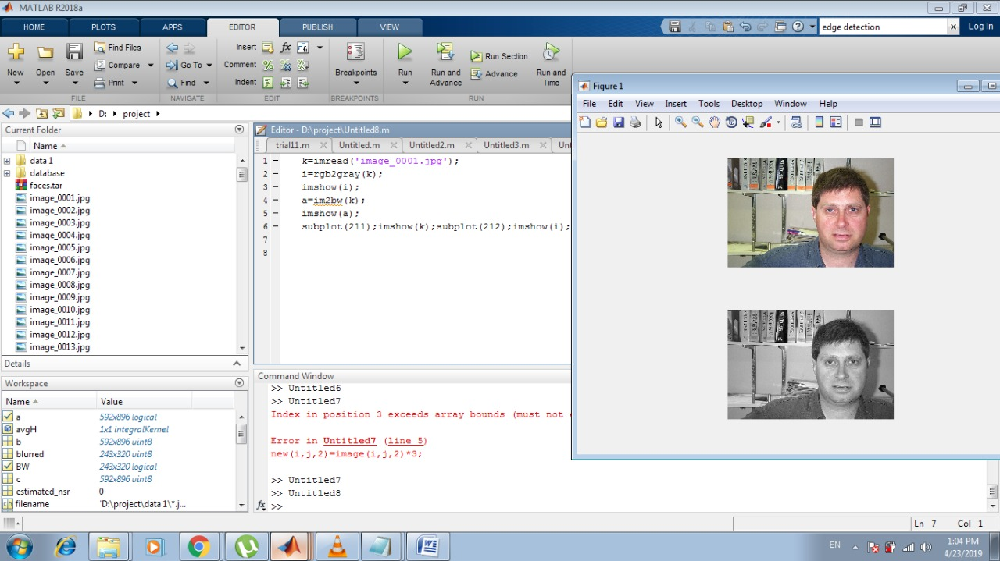 MATLAB R2018a
HOME PLOTS APPS EDITOR PUBLISH VIEW edge detection Log In
Find Files Insert fx
New Open Save Compare Go To Comment Breakpoints Run Run and Advance Run Section Run and Time
Print Find Indent Advance
FILE NAVIGATE EDIT BREAKPOINTS RUN
D: project
Current Folder
Name
data 1
database
faces.tar
image_0001.jpg
image_0002.jpg
image_0003.jpg
image_0004.jpg
image_0005.jpg
image_0006.jpg
image_0007.jpg
image_0008.jpg
image_0009.jpg
image_0010.jpg
image_0011.jpg
image_0012.jpg
image_0013.jpg
Details
Workspace
Name Value
a 592x896 logical
avgH 1x1 integralKernel
b 592x896 uint8
blurred 243x320 uint8
BW 243x320 logical
c 592x896 uint8
estimated_nsr 0
filename 'D:\project\data 1\*.j...
Editor - D:\project\Untitled8.m
trial11.m Untitled.m Untitled2.m Untitled3.m
1 k=imread('image_0001.jpg');
2 i=rgb2gray(k);
3 imshow(i);
4 a=im2bw(k);
5 imshow(a);
6 subplot(211);imshow(k);subplot(212);imshow(i);
7
8
Command Window
>> Untitled6
>> Untitled7
Index in position 3 exceeds array bounds (must not
Error in Untitled7 (line 5)
new(i,j,2)=image(i,j,2)*3;
>> Untitled7
>> Untitled8
fx >>
Figure 1
File Edit View Insert Tools Desktop Window Help
Ln 7 Col 1
EN 1:04 PM
4/23/2019